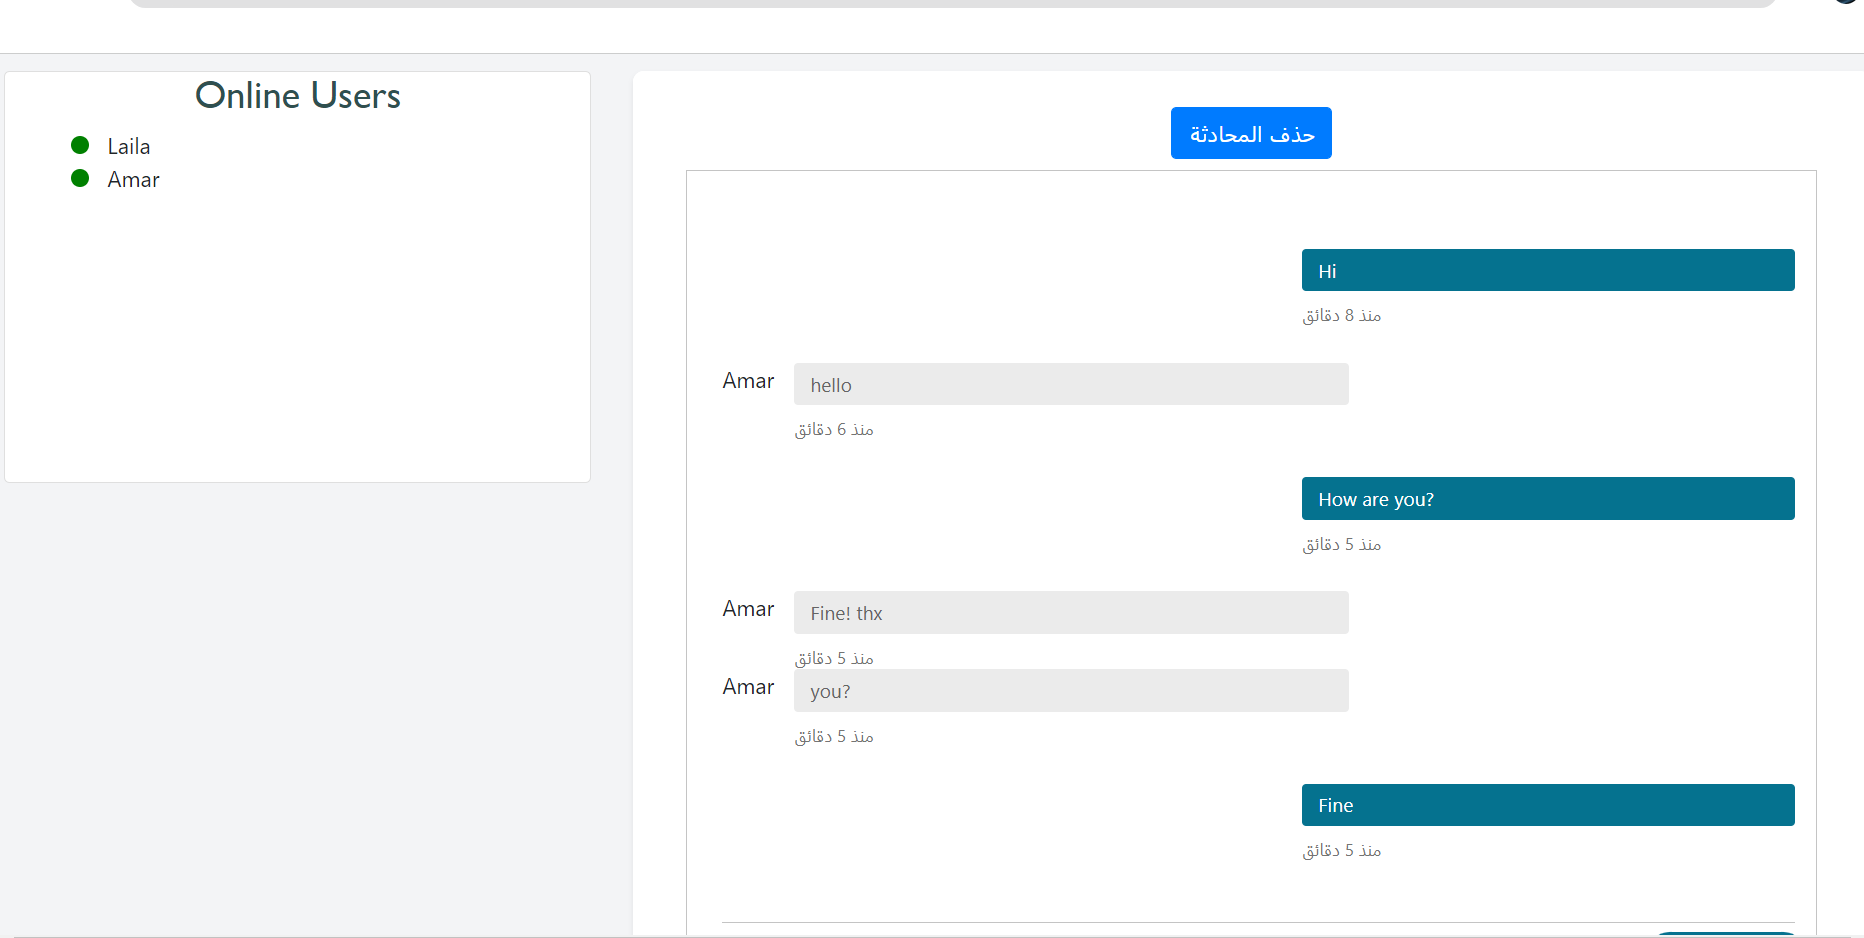 Online Users
Laila
Amar
حذف المحادثة
Hi
منذ 8 دقائق
Amar
hello
منذ 6 دقائق
How are you?
منذ 5 دقائق
Amar
Fine! thx
منذ 5 دقائق
Amar
you?
منذ 5 دقائق
Fine
منذ 5 دقائق